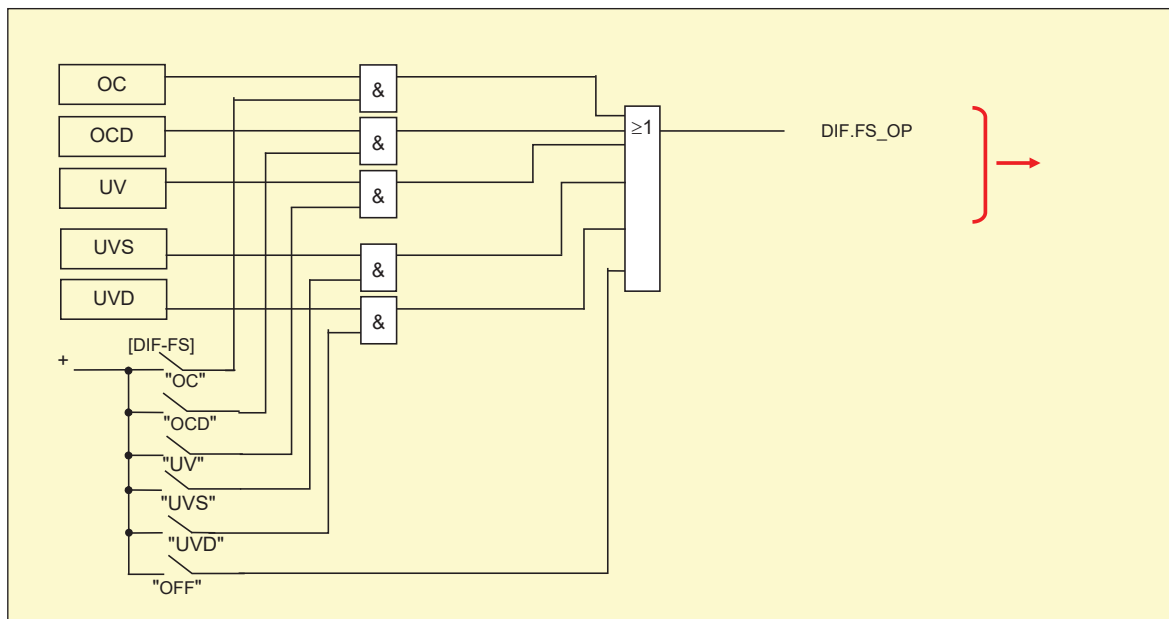 OC
&
OCD
&
≥1
DIF.FS_OP
UV
&
UVS
&
UVD
&
[DIF-FS]
+
"OC"
"OCD"
"UV"
"UVS"
"UVD"
"OFF"